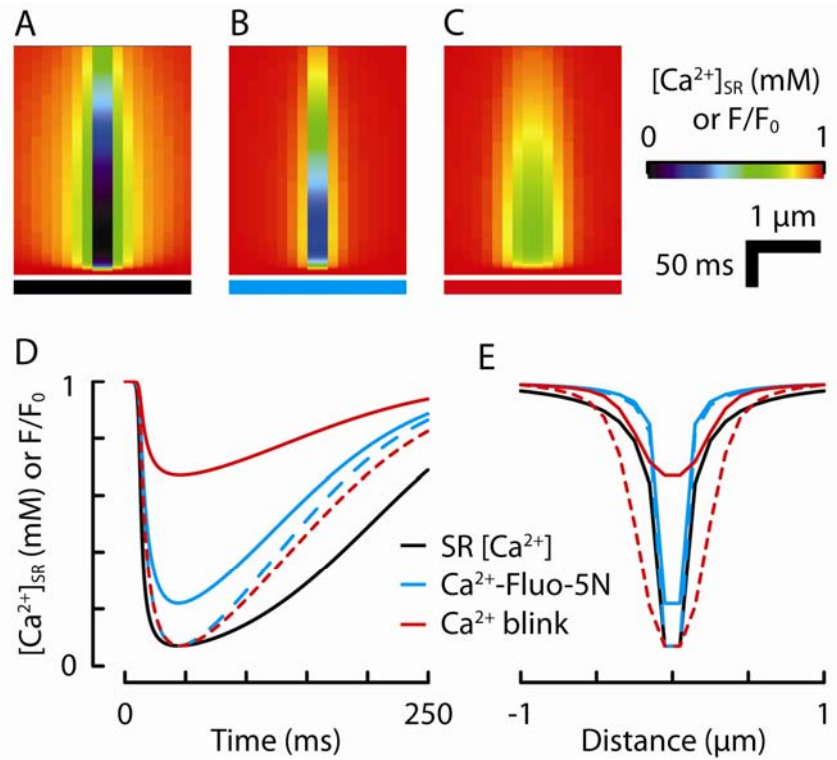 A
B
C
[Ca²⁺]SR (mM)
or F/F₀
0 1
1 µm
50 ms
D
E
[Ca²⁺]SR (mM) or F/F₀
1
0
SR [Ca²⁺]
Ca²⁺-Fluo-5N
Ca²⁺ blink
0 250
Time (ms)
-1 1
Distance (µm)